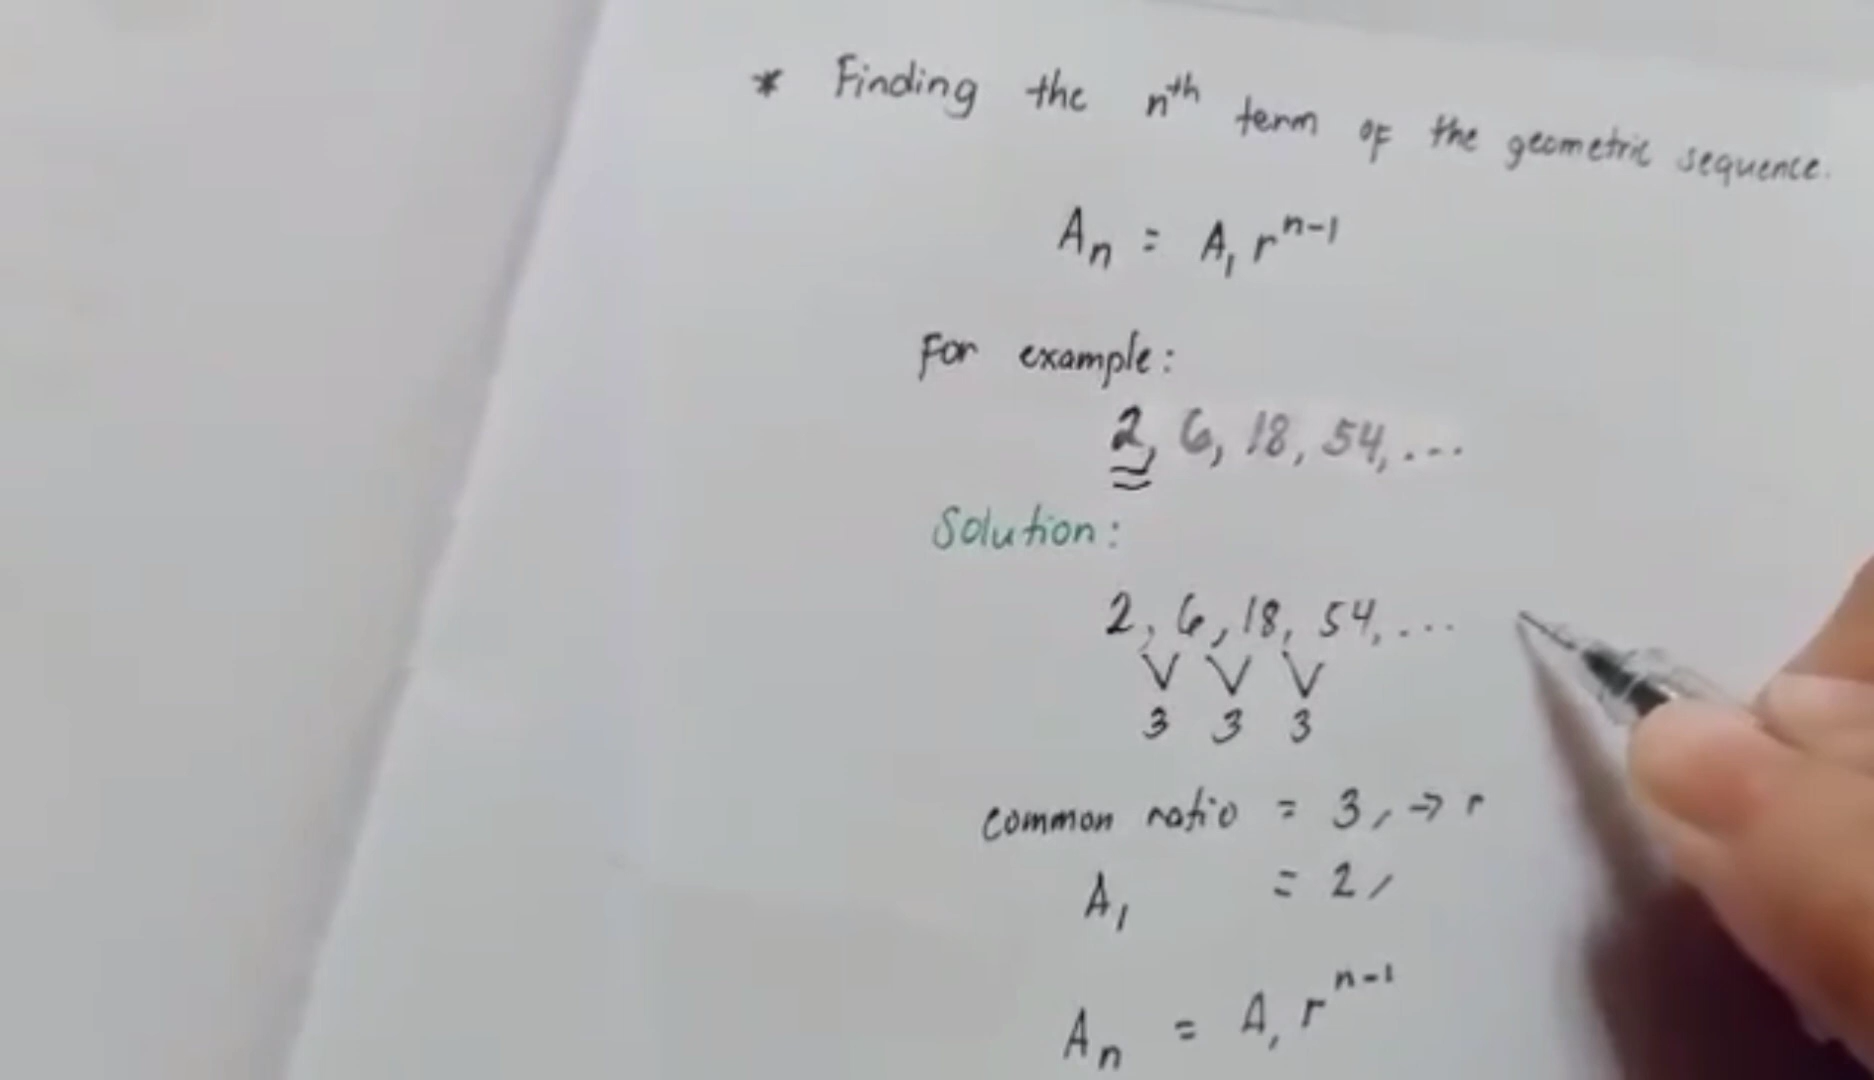 * Finding the nth term of the geometric sequence.
An = A1 r^n-1
For example:
2, 6, 18, 54, ...
Solution:
2, 6, 18, 54, ...
3 3 3
common ratio = 3, → r
A1 = 2,
An = A1 r^n-1